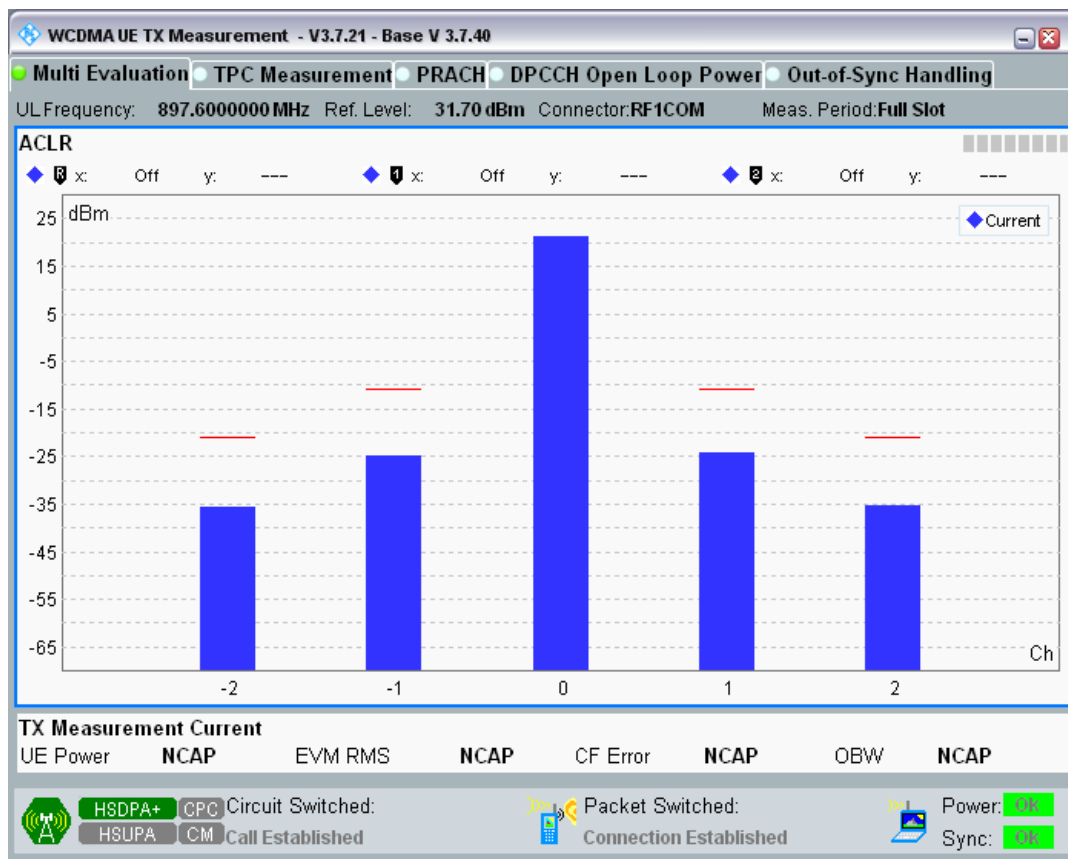 WCDMA UE TX Measurement - V3.7.21 - Base V 3.7.40
Multi Evaluation TPC Measurement PRACH DPCCH Open Loop Power Out-of-Sync Handling
UL Frequency: 897.6000000 MHz Ref. Level: 31.70 dBm Connector:RF1COM Meas. Period:Full Slot
ACLR
R x: Off y: --- 1 x: Off y: --- 2 x: Off y: ---
dBm
Current
25
15
5
-5
-15
-25
-35
-45
-55
-65
Ch
-2 -1 0 1 2
TX Measurement Current
UE Power NCAP EVM RMS NCAP CF Error NCAP OBW NCAP
HSDPA+ CPC Circuit Switched: Packet Switched: Power: OK
HSUPA CM Call Established Connection Established Sync: OK